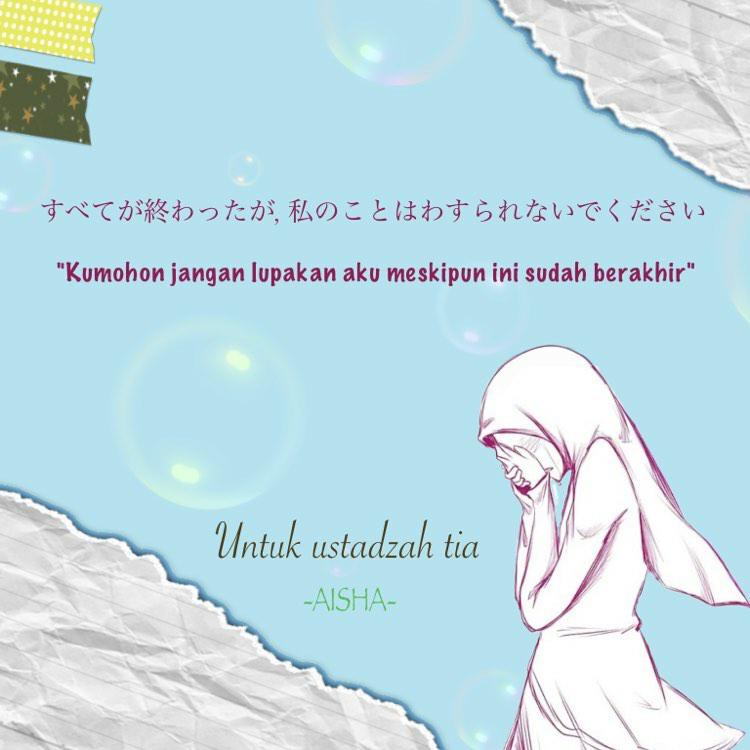 すべてが終わったが, 私のことはわすられないでください
"Kumohon jangan lupakan aku meskipun ini sudah berakhir"
Untuk ustadzah tia
-AISHA-